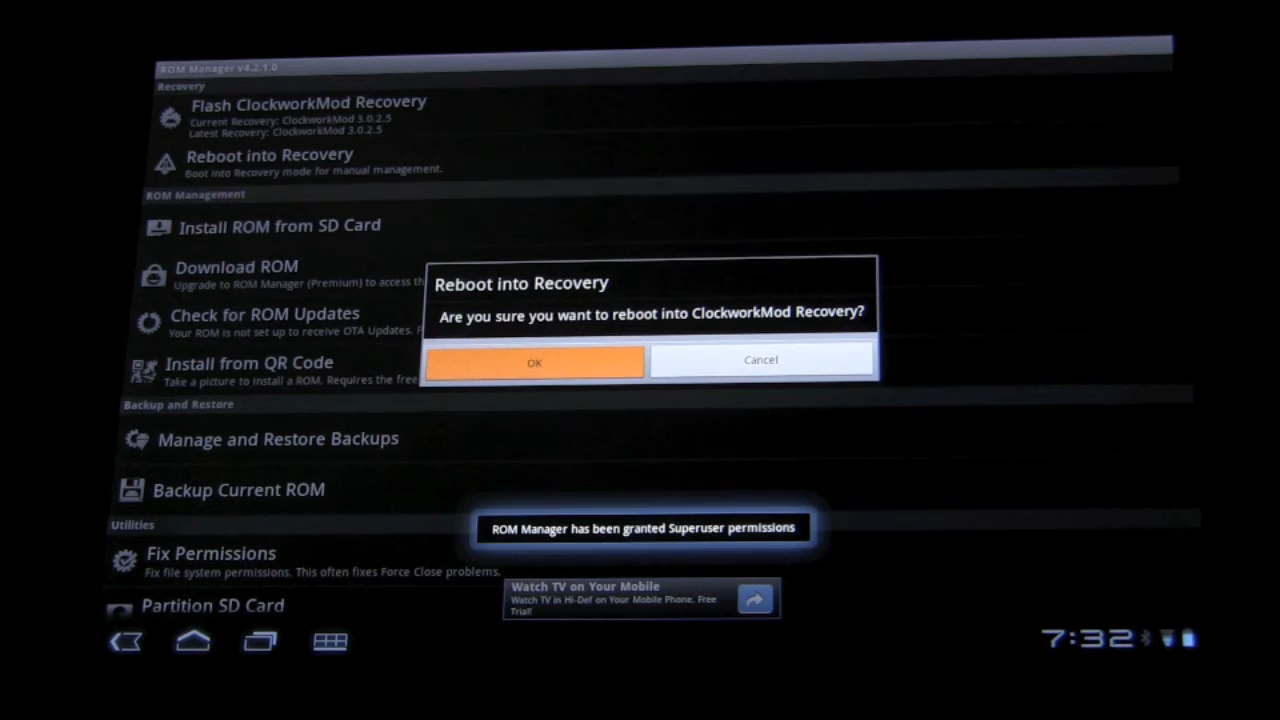 ROM Manager v4.2.1.0
Recovery
Flash ClockworkMod Recovery
Current Recovery: ClockworkMod 3.0.2.5
Latest Recovery: ClockworkMod 3.0.2.5
Reboot into Recovery
Boot into Recovery mode for manual management.
ROM Management
Install ROM from SD Card
Download ROM
Upgrade to ROM Manager (Premium) to access th
Check for ROM Updates
Your ROM is not set up to receive OTA Updates.
Install from QR Code
Take a picture to install a ROM. Requires the free
Reboot into Recovery
Are you sure you want to reboot into ClockworkMod Recovery?
OK
Cancel
Backup and Restore
Manage and Restore Backups
Backup Current ROM
Utilities
ROM Manager has been granted Superuser permissions
Fix Permissions
Fix file system permissions. This often fixes Force Close problems.
Partition SD Card
Watch TV on Your Mobile
Watch TV in Hi-Def on Your Mobile Phone. Free
Trial!
7:32